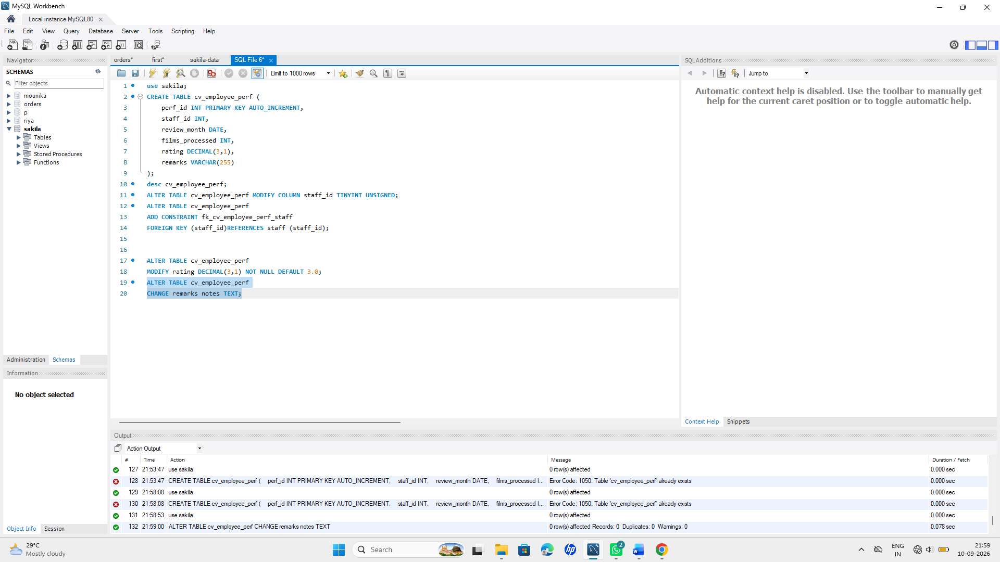 MySQL Workbench
Local instance MySQL80
File Edit View Query Database Server Tools Scripting Help
Navigator
SCHEMAS
Filter objects
mounika
orders
p
riya
sakila
Tables
Views
Stored Procedures
Functions
Administration Schemas
Information
No object selected
Object Info Session
orders* first* sakila-data SQL File 6*
Limit to 1000 rows
1 use sakila;
2 CREATE TABLE cv_employee_perf (
3 perf_id INT PRIMARY KEY AUTO_INCREMENT,
4 staff_id INT,
5 review_month DATE,
6 films_processed INT,
7 rating DECIMAL(3,1),
8 remarks VARCHAR(255)
9 );
10 desc cv_employee_perf;
11 ALTER TABLE cv_employee_perf MODIFY COLUMN staff_id TINYINT UNSIGNED;
12 ALTER TABLE cv_employee_perf
13 ADD CONSTRAINT fk_cv_employee_perf_staff
14 FOREIGN KEY (staff_id)REFERENCES staff (staff_id);
15
16
17 ALTER TABLE cv_employee_perf
18 MODIFY rating DECIMAL(3,1) NOT NULL DEFAULT 3.0;
19 ALTER TABLE cv_employee_perf
20 CHANGE remarks notes TEXT;
SQLAdditions
Jump to
Automatic context help is disabled. Use the toolbar to manually get
help for the current caret position or to toggle automatic help.
Context Help Snippets
Output
Action Output
# Time Action Message Duration / Fetch
127 21:53:47 use sakila 0 row(s) affected 0.000 sec
128 21:53:47 CREATE TABLE cv_employee_perf ( perf_id INT PRIMARY KEY AUTO_INCREMENT, staff_id INT, review_month DATE, films_processed I... Error Code: 1050. Table 'cv_employee_perf' already exists 0.000 sec
129 21:58:08 use sakila 0 row(s) affected 0.000 sec
130 21:58:08 CREATE TABLE cv_employee_perf ( perf_id INT PRIMARY KEY AUTO_INCREMENT, staff_id INT, review_month DATE, films_processed I... Error Code: 1050. Table 'cv_employee_perf' already exists 0.000 sec
131 21:58:53 use sakila 0 row(s) affected 0.000 sec
132 21:59:00 ALTER TABLE cv_employee_perf CHANGE remarks notes TEXT 0 row(s) affected Records: 0 Duplicates: 0 Warnings: 0 0.078 sec
29°C
Mostly cloudy
Search
hp
2
W
ENG
IN
21:59
10-09-2026